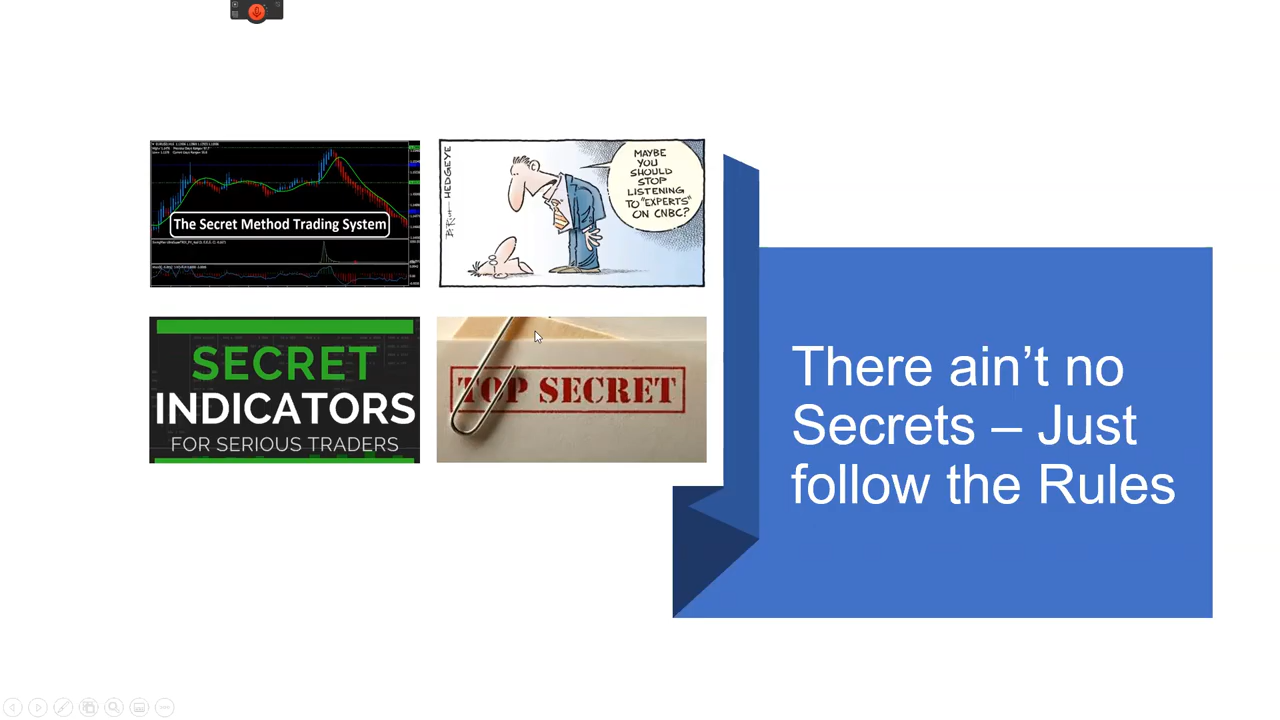 The Secret Method Trading System
HEDGEYE
MAYBE
YOU
SHOULD
STOP
LISTENING
TO "EXPERTS"
ON CNBC?
SECRET
INDICATORS
FOR SERIOUS TRADERS
TOP SECRET
There ain’t no
Secrets – Just
follow the Rules